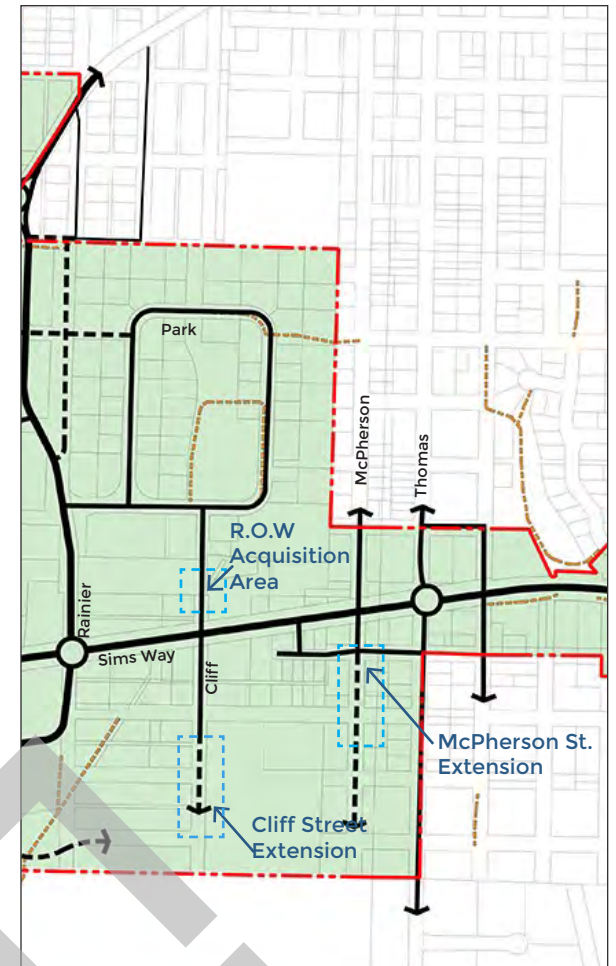 Park
McPherson
Thomas
R.O.W
Acquisition
Area
Rainier
Sims Way
Cliff
McPherson St.
Extension
Cliff Street
Extension